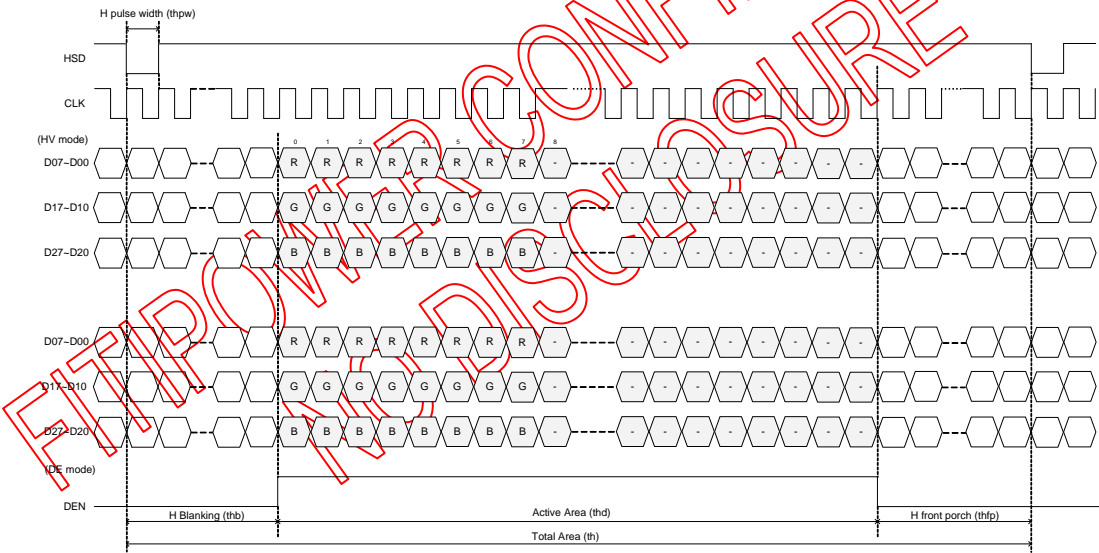 H pulse width (thpw)
HSD
CLK
(HV mode)
0 1 2 3 4 5 6 7 8
D07~D00 R R R R R R R R - - - - - - - - -
D17~D10 G G G G G G G G - - - - - - - - -
D27~D20 B B B B B B B B - - - - - - - - -
D07~D00 R R R R R R R R - - - - - - - - -
D17~D10 G G G G G G G G - - - - - - - - -
D27~D20 B B B B B B B B - - - - - - - - -
(DE mode)
DEN
H Blanking (thb) Active Area (thd) H front porch (thfp)
Total Area (th)
FITIPOWER CONF
NO DISCLOSURE